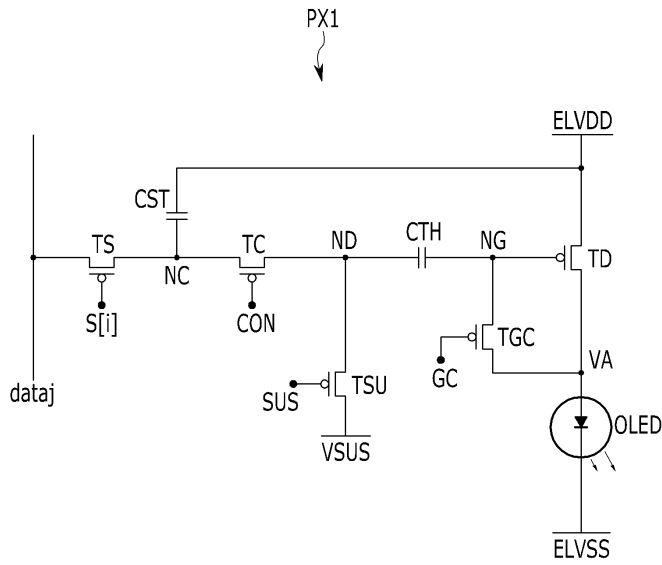 PX1
ELVDD
CST
TS
TC
ND
CTH
NG
TD
NC
S[i]
CON
TGC
VA
GC
dataj
SUS
TSU
OLED
VSUS
ELVSS